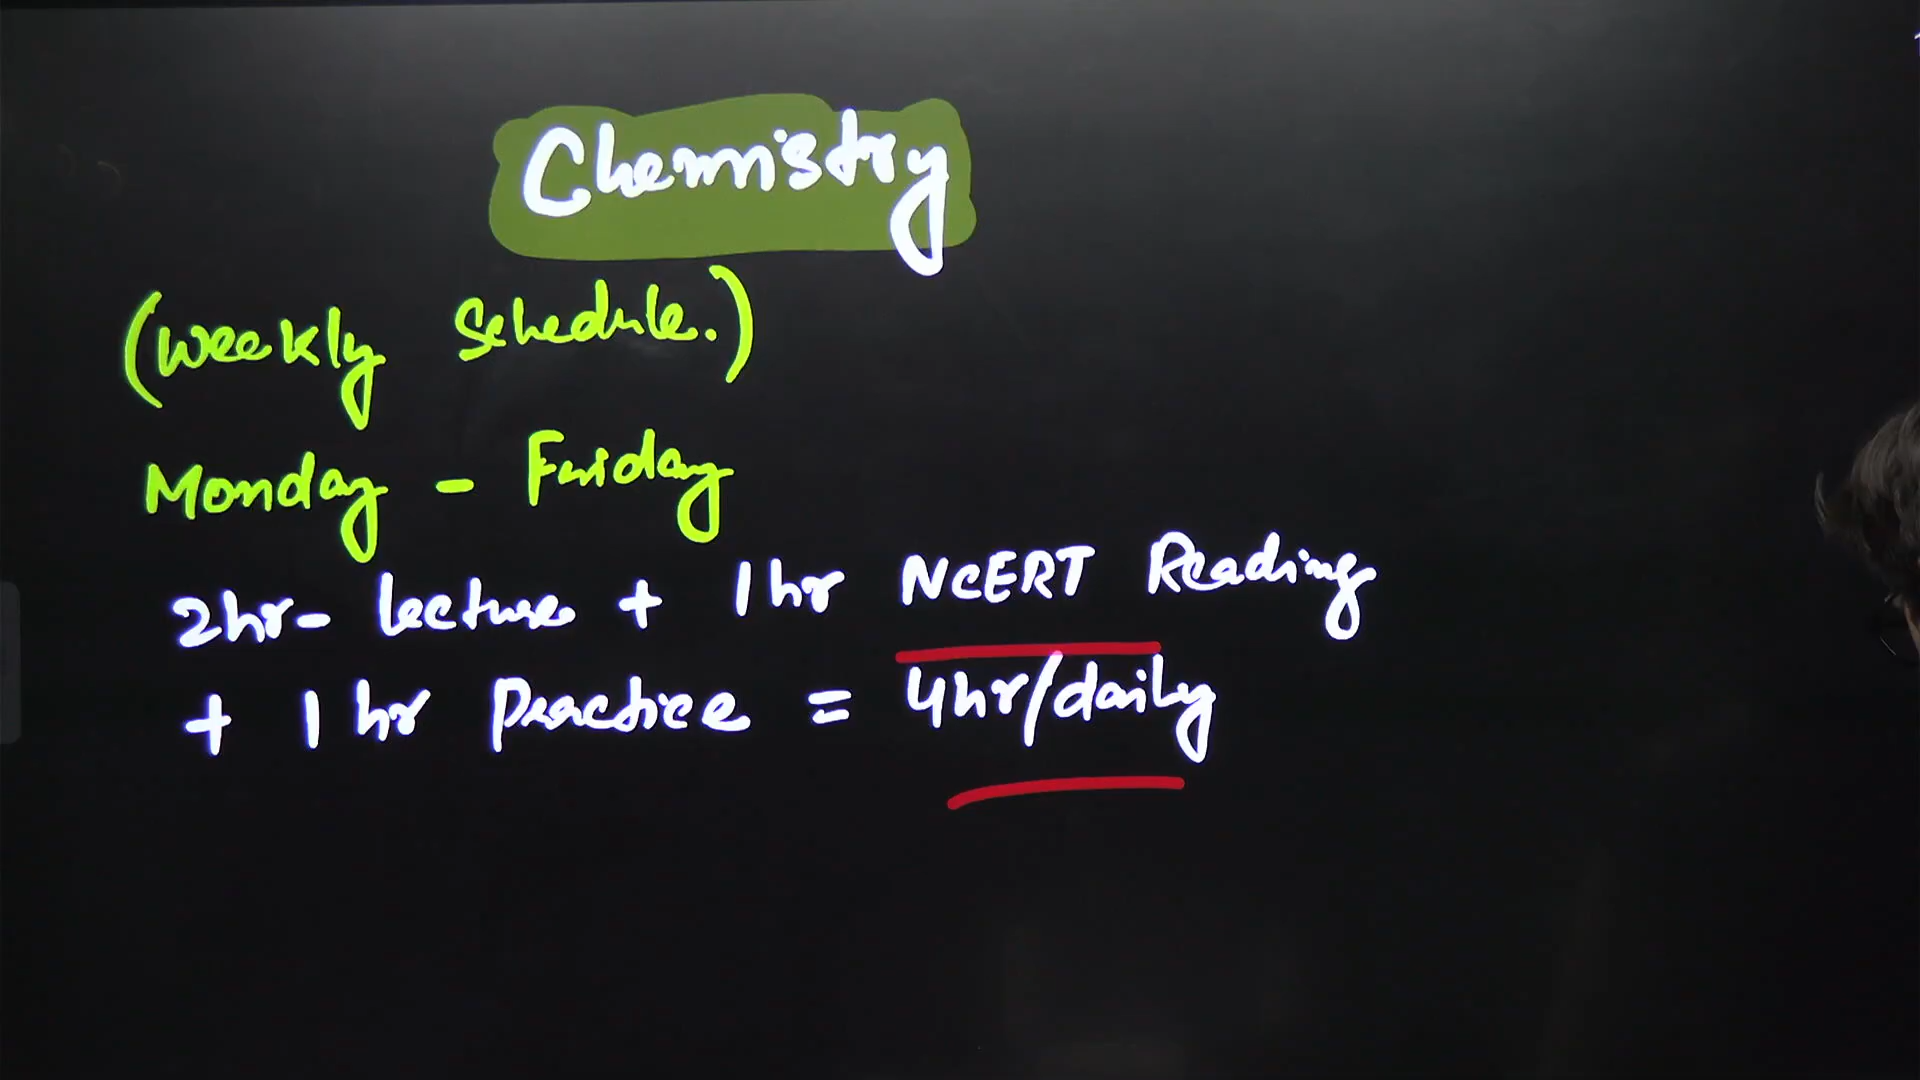 Chemistry
(Weekly Schedule.)
Monday - Friday
2hr- lecture + 1hr NCERT Reading
+ 1 hr Practice = 4hr/daily